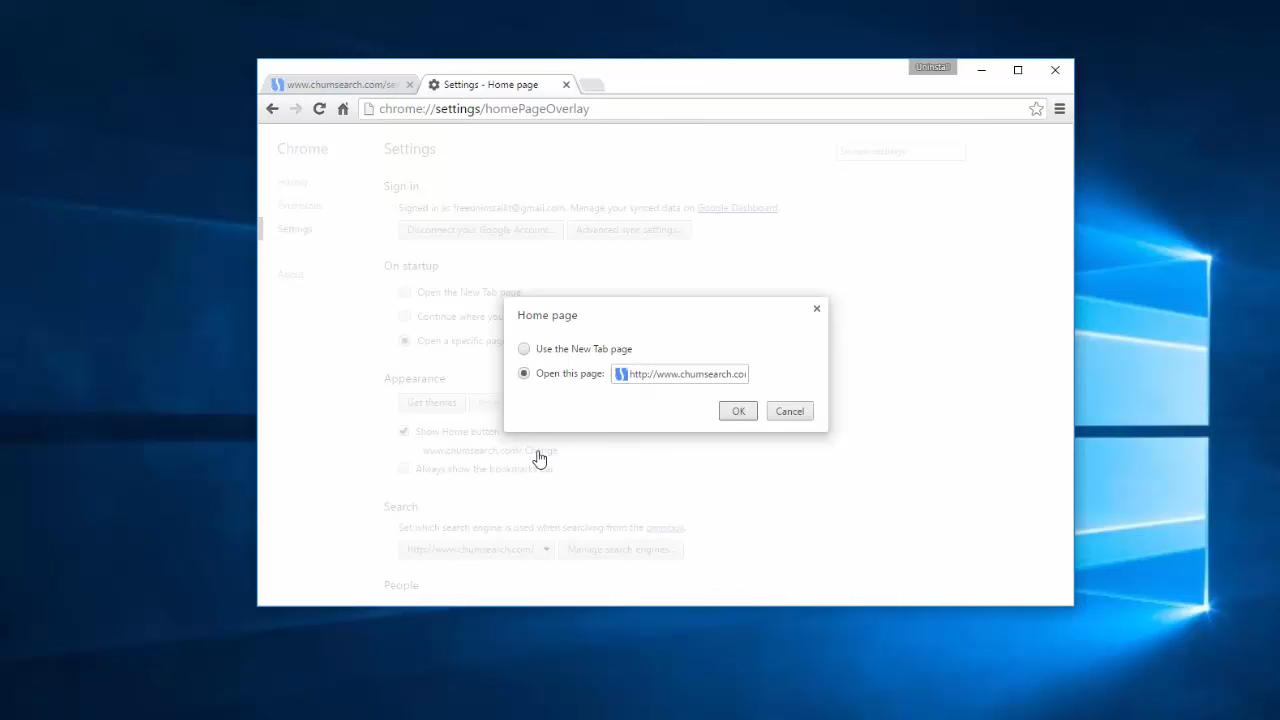 Uninstall
www.chumsearch.com/se
Settings - Home page
chrome://settings/homePageOverlay
Chrome
Settings
History
Extensions
Settings
About
Sign in
Signed in as freeuninstallit@gmail.com. Manage your synced data on Google Dashboard.
Disconnect your Google Account...
Advanced sync settings...
On startup
Open the New Tab page
Continue where you
Open a specific pag
Home page
Use the New Tab page
Open this page: http://www.chumsearch.co
OK
Cancel
Appearance
Get themes
Show Home button
www.chumsearch.com/ Change
Always show the bookmarks bar
Search
Set which search engine is used when searching from the omnibox.
http://www.chumsearch.com/
Manage search engines...
People